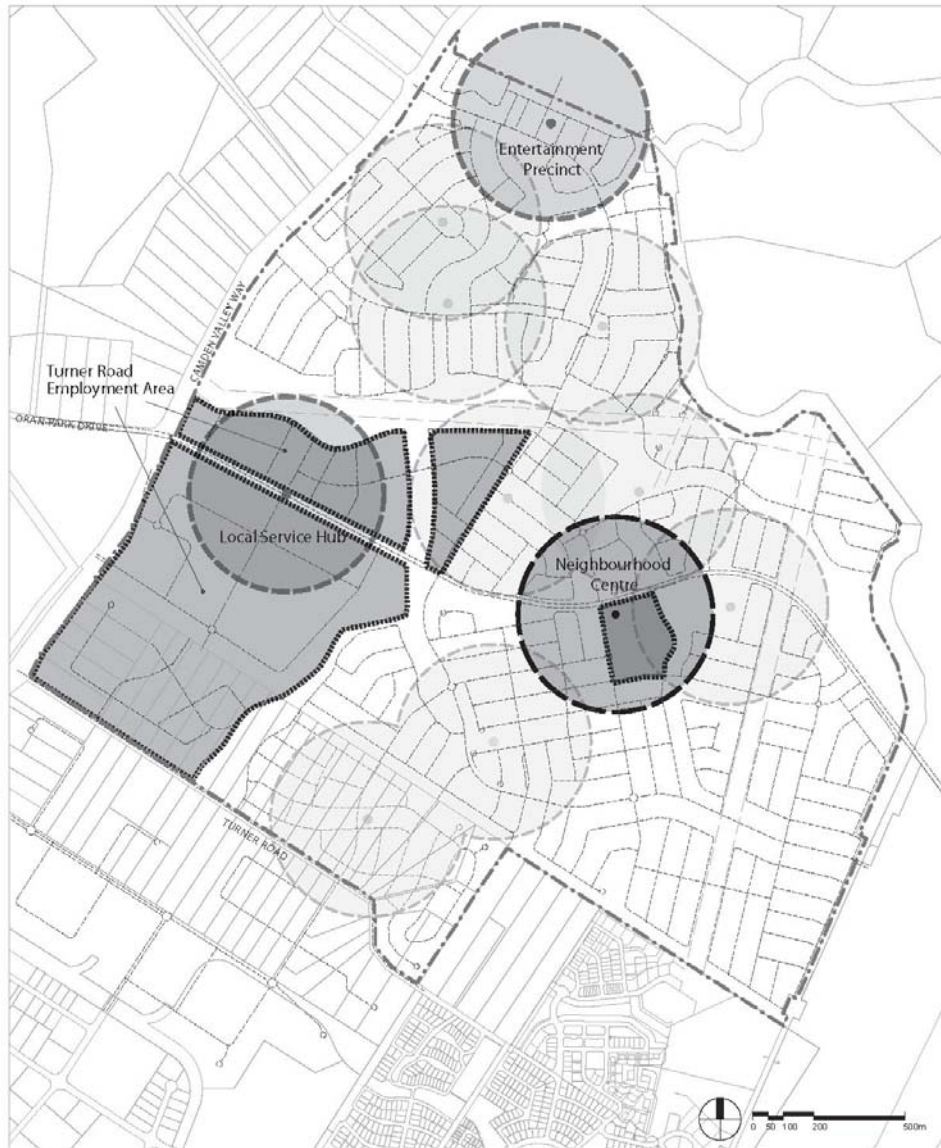 Entertainment
Precinct
CAMDEN VALLEY WAY
Turner Road
Employment Area
ORAN PARK DRIVE
Local Service Hub
Neighbourhood
Centre
TURNER ROAD
0 50 100 200 500m